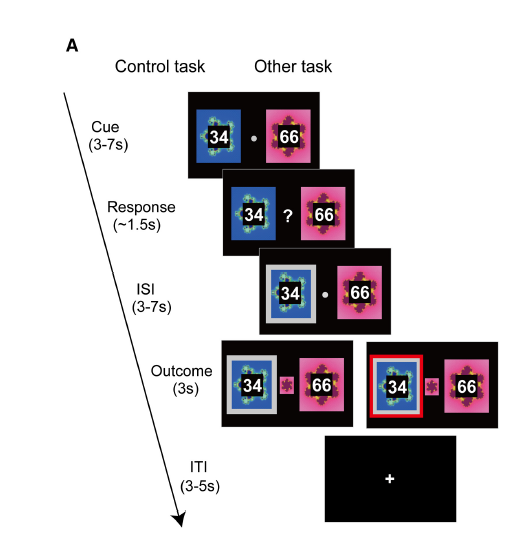 A
Control task Other task
Cue
(3-7s)
34 66
Response
(~1.5s)
34 ? 66
ISI
(3-7s)
34 66
Outcome
(3s)
34 66 34 66
ITI
(3-5s)
+